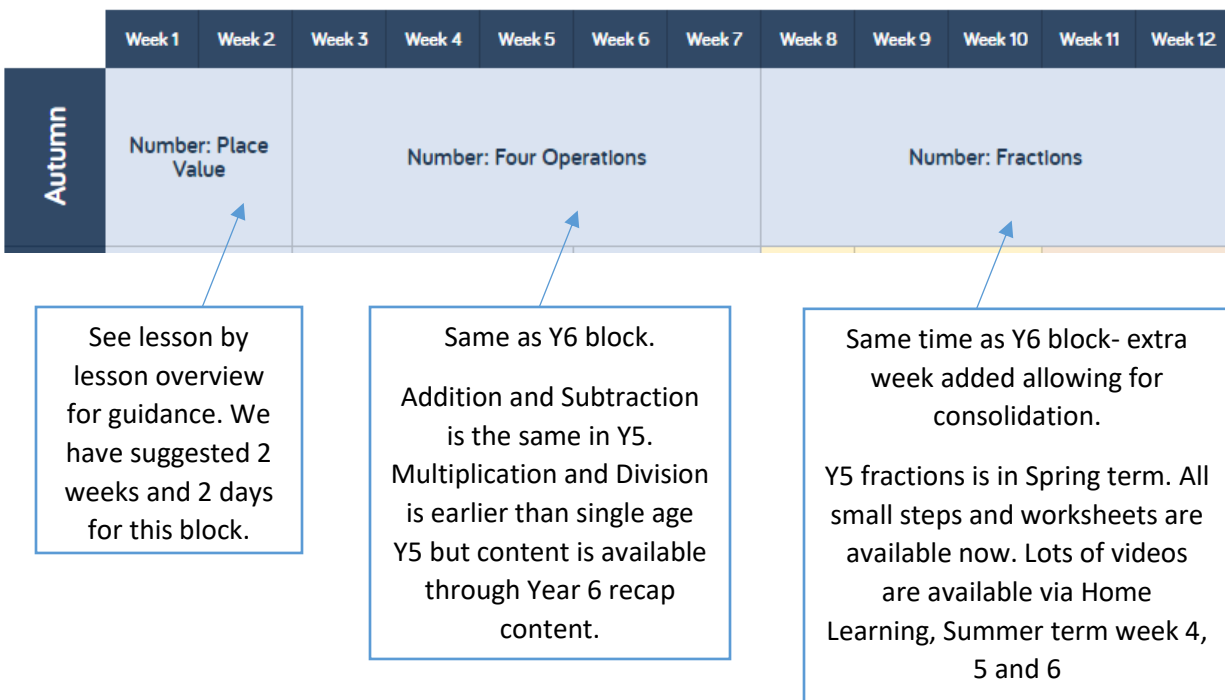 Week 1 Week 2 Week 3 Week 4 Week 5 Week 6 Week 7 Week 8 Week 9 Week 10 Week 11 Week 12
Autumn
Number: Place
Value
Number: Four Operations
Number: Fractions
See lesson by
lesson overview
for guidance. We
have suggested 2
weeks and 2 days
for this block.
Same as Y6 block.
Addition and Subtraction
is the same in Y5.
Multiplication and Division
is earlier than single age
Y5 but content is available
through Year 6 recap
content.
Same time as Y6 block- extra
week added allowing for
consolidation.
Y5 fractions is in Spring term. All
small steps and worksheets are
available now. Lots of videos
are available via Home
Learning, Summer term week 4,
5 and 6